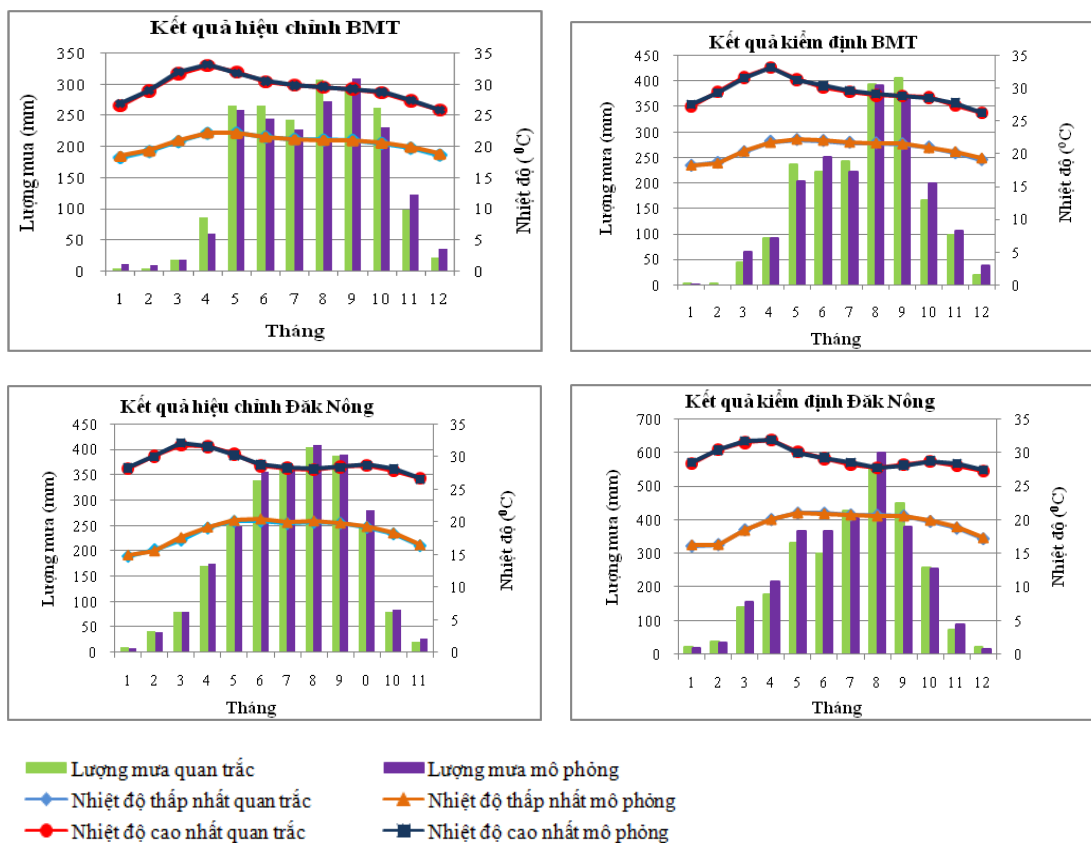 Kết quả hiệu chỉnh BMT
350
300
250
200
150
100
50
0
Lượng mưa (mm)
35
30
25
20
15
10
5
0
Nhiệt độ (⁰C)
1 2 3 4 5 6 7 8 9 10 11 12
Tháng
Kết quả kiểm định BMT
450
400
350
300
250
200
150
100
50
0
Lượng mưa (mm)
35
30
25
20
15
10
5
0
Nhiệt độ (⁰C)
1 2 3 4 5 6 7 8 9 10 11 12
Tháng
Kết quả hiệu chỉnh Đăk Nông
450
400
350
300
250
200
150
100
50
0
Lượng mưa (mm)
35
30
25
20
15
10
5
0
Nhiệt độ (⁰C)
1 2 3 4 5 6 7 8 9 0 10 11
Tháng
Kết quả kiểm định Đăk Nông
700
600
500
400
300
200
100
0
Lượng mưa (mm)
35
30
25
20
15
10
5
0
Nhiệt độ (⁰C)
1 2 3 4 5 6 7 8 9 10 11 12
Tháng
Lượng mưa quan trắc
Lượng mưa mô phỏng
Nhiệt độ thấp nhất quan trắc
Nhiệt độ thấp nhất mô phỏng
Nhiệt độ cao nhất quan trắc
Nhiệt độ cao nhất mô phỏng